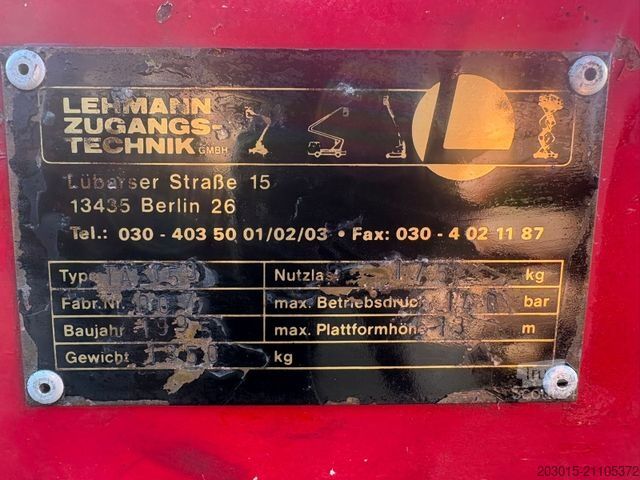 LEHMANN
ZUGANGS-
TECHNIK GMBH
Lübarser Straße 15
13435 Berlin 26
Tel.: 030 - 403 50 01/02/03 • Fax: 030 - 4 02 11 87
Type
Nutzlast kg
Fabr.Nr.
max. Betriebsdruck bar
Baujahr
max. Plattformhöhe m
Gewicht kg
203015-21105372